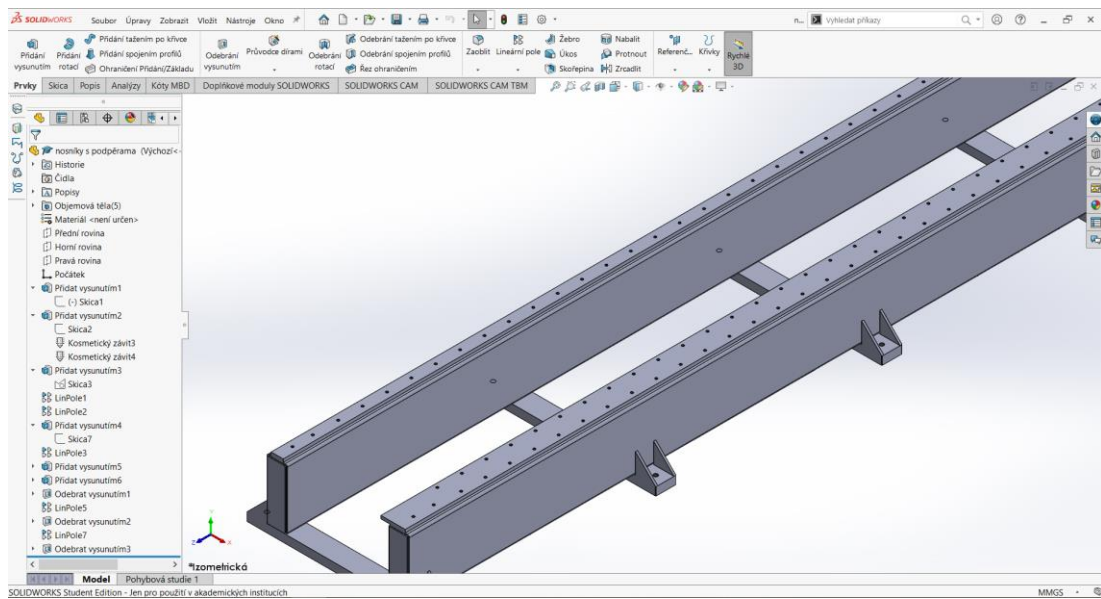 SOLIDWORKS Soubor Úpravy Zobrazit Vložit Nástroje Okno n... Vyhledat příkazy
Přidání vysunutím
Přidání rotací
Přidání tažením po křivce
Přidání spojením profilů
Ohraničení Přidání/Základu
Odebrání vysunutím
Průvodce dírami
Odebrání rotací
Odebrání tažením po křivce
Odebrání spojením profilů
Řez ohraničením
Zaoblit
Lineární pole
Žebro
Úkos
Skořepina
Nabalit
Protnout
Zrcadlit
Referenč...
Křivky
Rychlé 3D
Prvky Skica Popis Analýzy Kóty MBD Doplňkové moduly SOLIDWORKS SOLIDWORKS CAM SOLIDWORKS CAM TBM
nosníky s podpěrama (Výchozí<
Historie
Čidla
Popisy
Objemová těla(5)
Materiál <není určen>
Přední rovina
Horní rovina
Pravá rovina
Počátek
Přidat vysunutím1
(-) Skica1
Přidat vysunutím2
Skica2
Kosmetický závit3
Kosmetický závit4
Přidat vysunutím3
Skica3
LinPole1
LinPole2
Přidat vysunutím4
Skica7
LinPole3
Přidat vysunutím5
Přidat vysunutím6
Odebrat vysunutím1
LinPole5
Odebrat vysunutím2
LinPole7
Odebrat vysunutím3
Y
Z X
*Izometrická
Model Pohybová studie 1
SOLIDWORKS Student Edition - Jen pro použití v akademických institucích MMGS